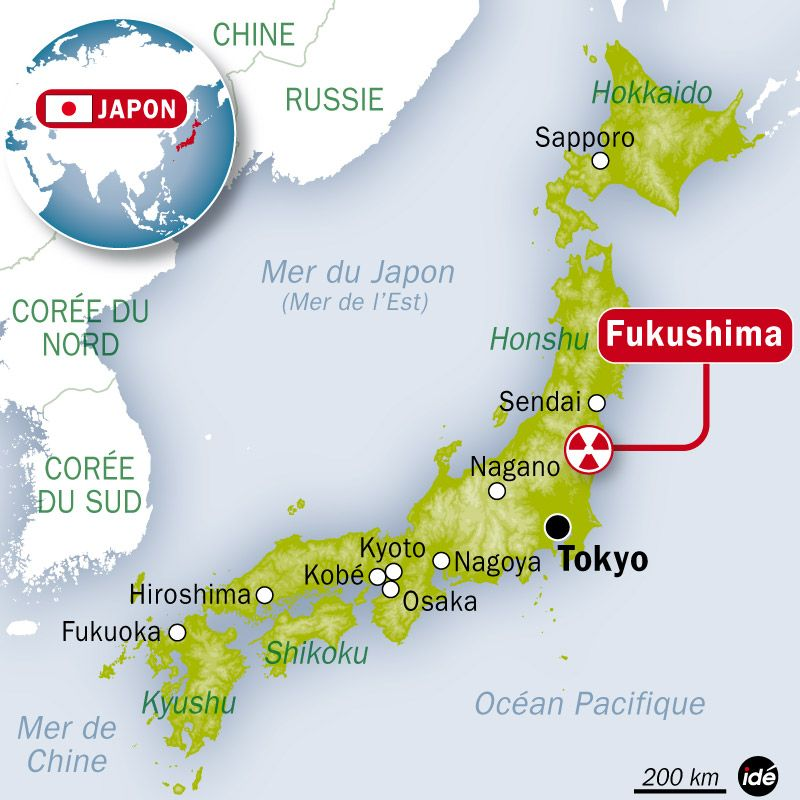 CHINE
JAPON
RUSSIE
Hokkaido
Sapporo
Mer du Japon
(Mer de l'Est)
CORÉE DU
NORD
Honshu
Fukushima
Sendai
CORÉE
DU SUD
Nagano
Kyoto
Nagoya
Tokyo
Kobé
Hiroshima
Osaka
Fukuoka
Shikoku
Kyushu
Océan Pacifique
Mer de
Chine
200 km
idé